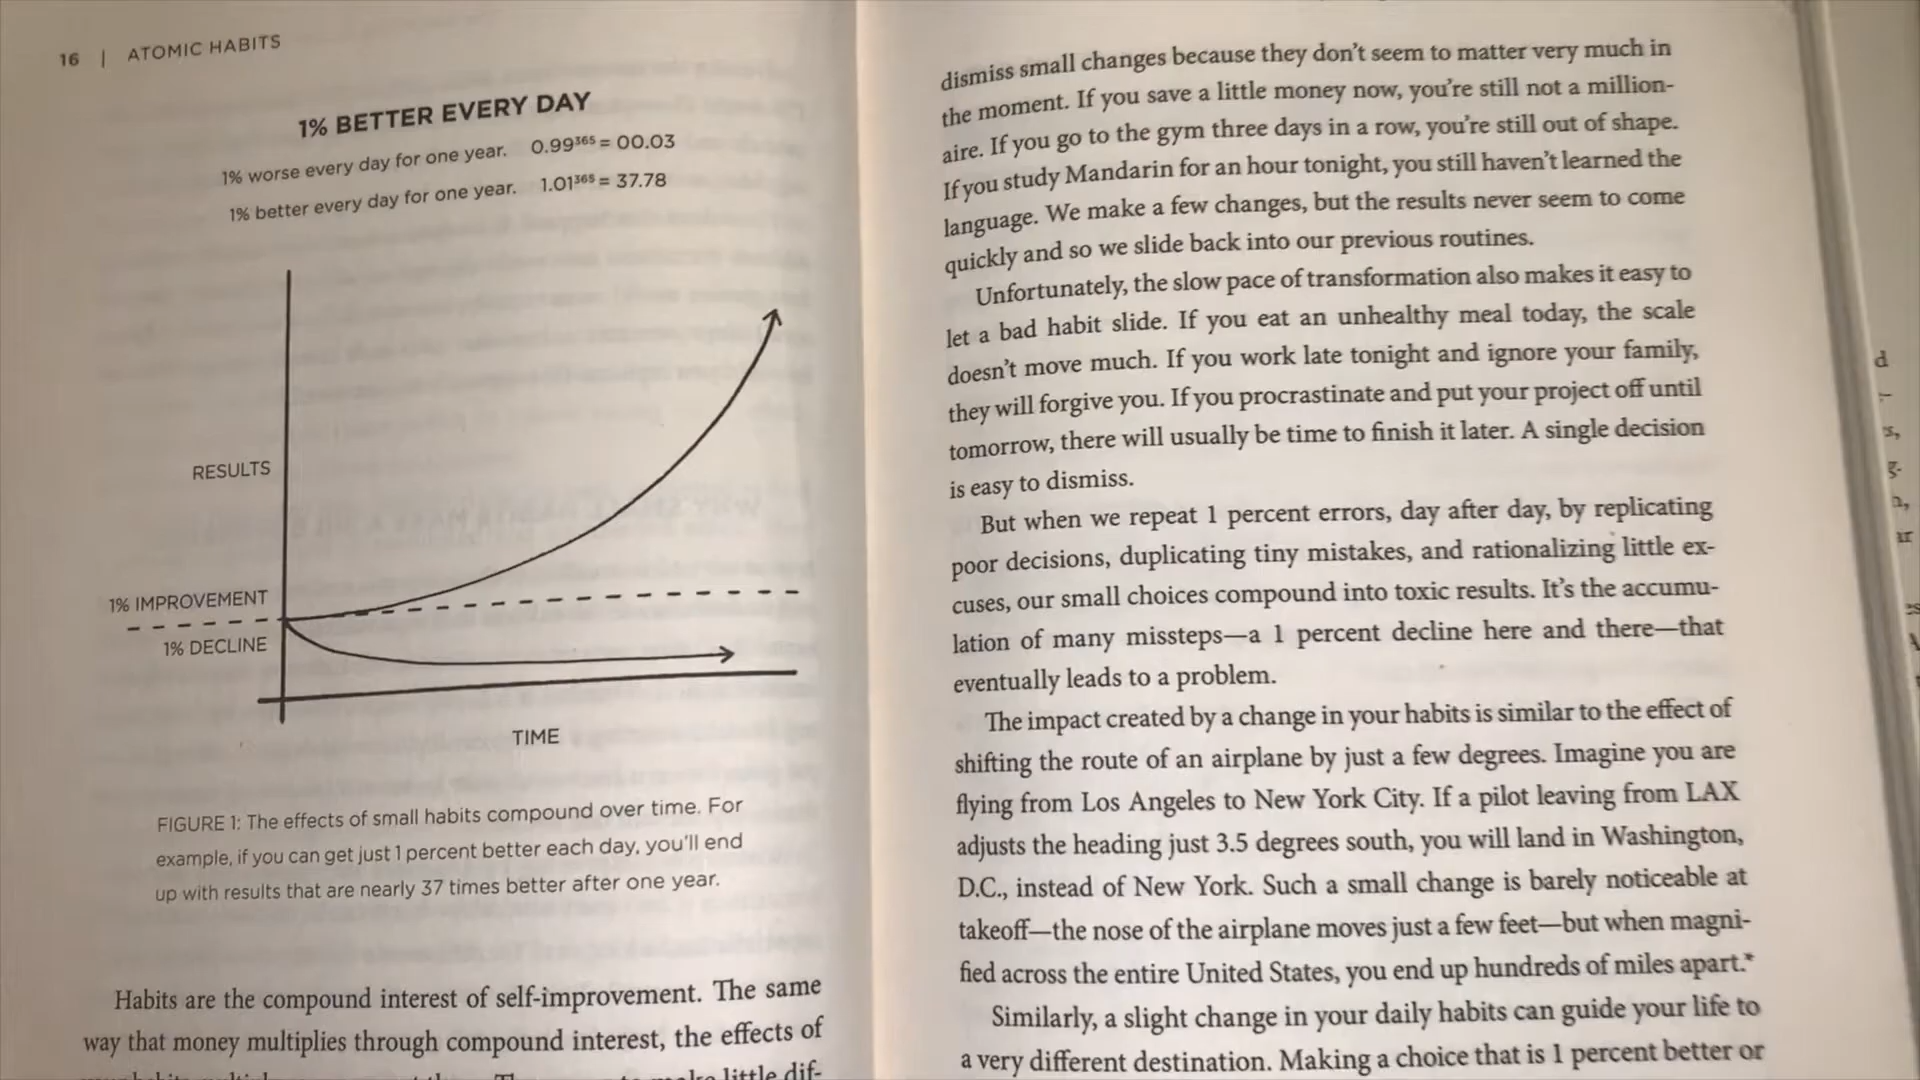 16 | ATOMIC HABITS
1% BETTER EVERY DAY
1% worse every day for one year. 0.99³⁶⁵ = 00.03
1% better every day for one year. 1.01³⁶⁵ = 37.78
RESULTS
1% IMPROVEMENT
1% DECLINE
TIME
FIGURE 1: The effects of small habits compound over time. For
example, if you can get just 1 percent better each day, you'll end
up with results that are nearly 37 times better after one year.
Habits are the compound interest of self-improvement. The same
way that money multiplies through compound interest, the effects of
little dif-
dismiss small changes because they don't seem to matter very much in
the moment. If you save a little money now, you're still not a million-
aire. If you go to the gym three days in a row, you're still out of shape.
If you study Mandarin for an hour tonight, you still haven't learned the
language. We make a few changes, but the results never seem to come
quickly and so we slide back into our previous routines.
Unfortunately, the slow pace of transformation also makes it easy to
let a bad habit slide. If you eat an unhealthy meal today, the scale
doesn't move much. If you work late tonight and ignore your family,
they will forgive you. If you procrastinate and put your project off until
tomorrow, there will usually be time to finish it later. A single decision
is easy to dismiss.
But when we repeat 1 percent errors, day after day, by replicating
poor decisions, duplicating tiny mistakes, and rationalizing little ex-
cuses, our small choices compound into toxic results. It's the accumu-
lation of many missteps—a 1 percent decline here and there—that
eventually leads to a problem.
The impact created by a change in your habits is similar to the effect of
shifting the route of an airplane by just a few degrees. Imagine you are
flying from Los Angeles to New York City. If a pilot leaving from LAX
adjusts the heading just 3.5 degrees south, you will land in Washington,
D.C., instead of New York. Such a small change is barely noticeable at
takeoff—the nose of the airplane moves just a few feet—but when magni-
fied across the entire United States, you end up hundreds of miles apart.*
Similarly, a slight change in your daily habits can guide your life to
a very different destination. Making a choice that is 1 percent better or